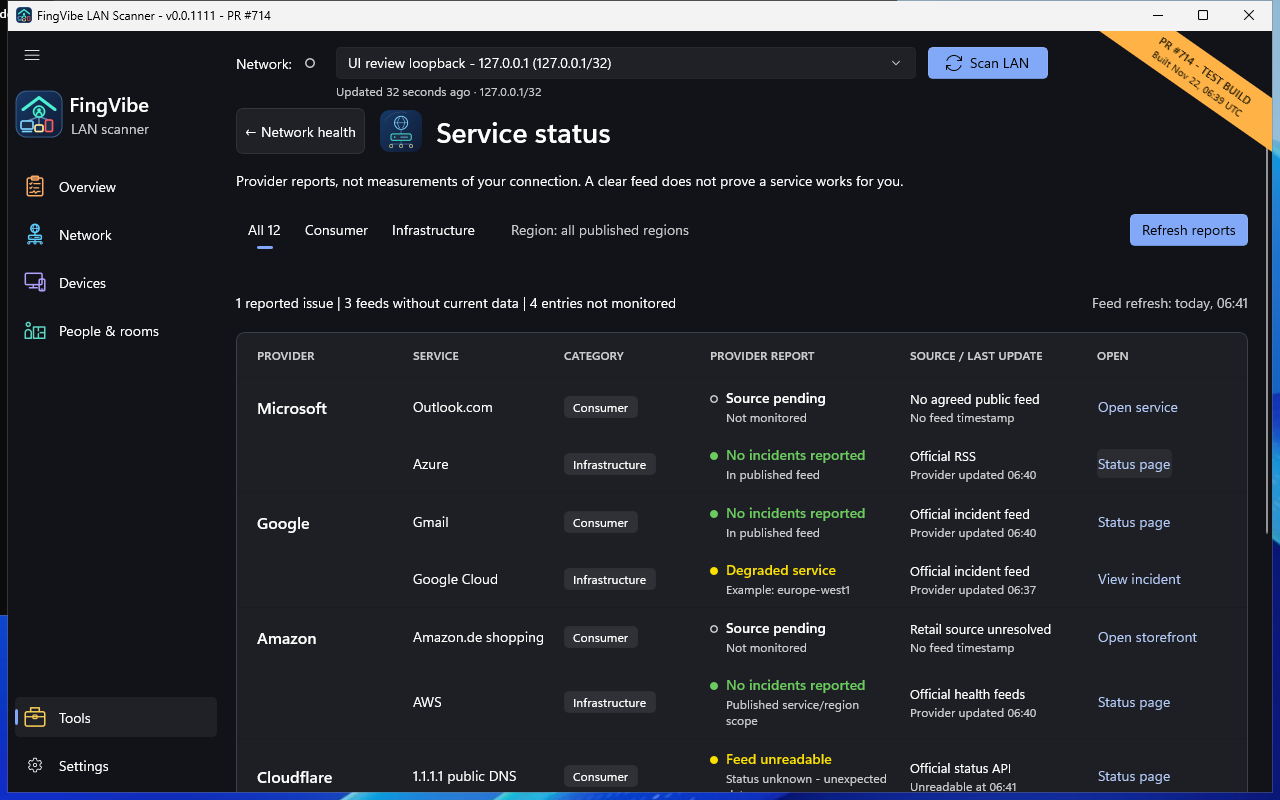 FingVibe LAN Scanner - v0.0.1111 - PR #714
PR #714 - TEST BUILD
Built Nov 22, 06:39 UTC
Network:
UI review loopback - 127.0.0.1 (127.0.0.1/32)
Scan LAN
Updated 32 seconds ago · 127.0.0.1/32
FingVibe
LAN scanner
Overview
Network
Devices
People & rooms
Tools
Settings
← Network health
Service status
Provider reports, not measurements of your connection. A clear feed does not prove a service works for you.
All 12 Consumer Infrastructure Region: all published regions
Refresh reports
1 reported issue | 3 feeds without current data | 4 entries not monitored
Feed refresh: today, 06:41
PROVIDER SERVICE CATEGORY PROVIDER REPORT SOURCE / LAST UPDATE OPEN
Microsoft Outlook.com Consumer Source pending No agreed public feed Open service
Not monitored No feed timestamp
Azure Infrastructure No incidents reported Official RSS Status page
In published feed Provider updated 06:40
Google Gmail Consumer No incidents reported Official incident feed Status page
In published feed Provider updated 06:40
Google Cloud Infrastructure Degraded service Official incident feed View incident
Example: europe-west1 Provider updated 06:37
Amazon Amazon.de shopping Consumer Source pending Retail source unresolved Open storefront
Not monitored No feed timestamp
AWS Infrastructure No incidents reported Official health feeds Status page
Published service/region Provider updated 06:40
scope
Cloudflare 1.1.1.1 public DNS Consumer Feed unreadable Official status API Status page
Status unknown - unexpected Unreadable at 06:41